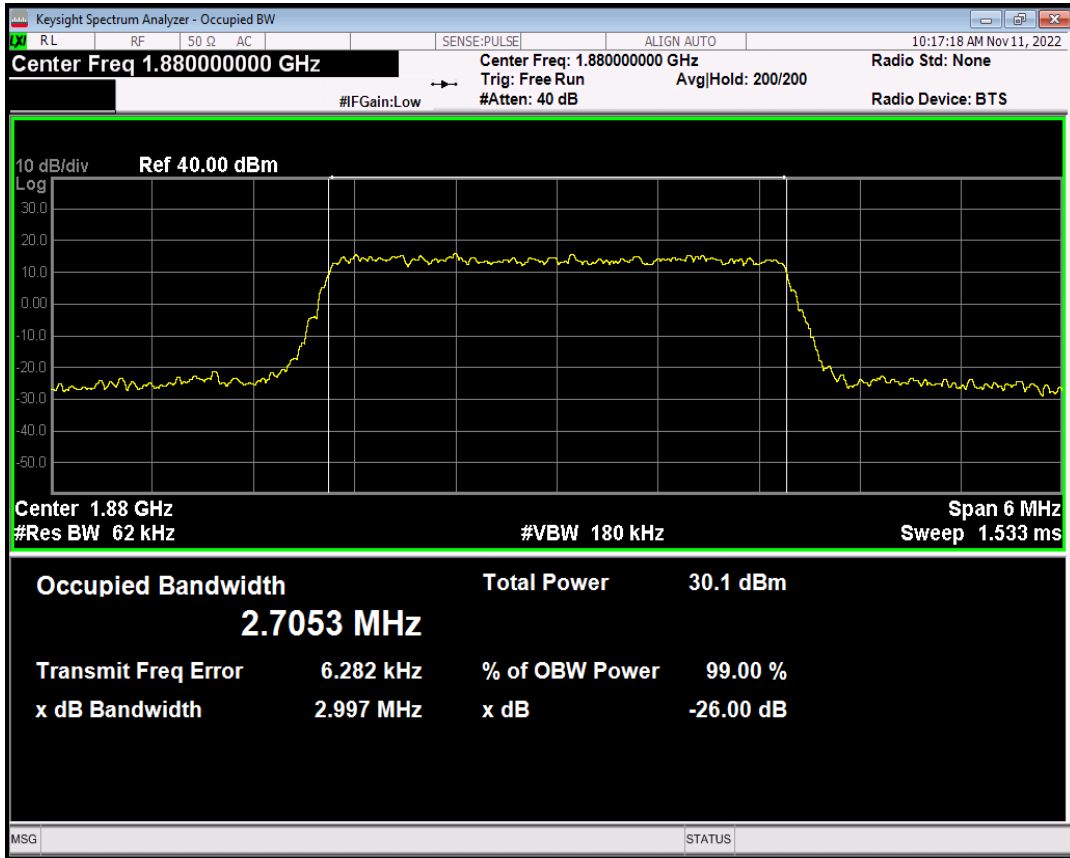 Keysight Spectrum Analyzer - Occupied BW
LXI RL RF 50 Ω AC SENSE:PULSE ALIGN AUTO 10:17:18 AM Nov 11, 2022
Center Freq 1.880000000 GHz
Center Freq: 1.880000000 GHz Radio Std: None
Trig: Free Run Avg|Hold: 200/200
#IFGain:Low #Atten: 40 dB Radio Device: BTS
10 dB/div Ref 40.00 dBm
Log
30.0
20.0
10.0
0.00
-10.0
-20.0
-30.0
-40.0
-50.0
Center 1.88 GHz Span 6 MHz
#Res BW 62 kHz #VBW 180 kHz Sweep 1.533 ms
Occupied Bandwidth Total Power 30.1 dBm
2.7053 MHz
Transmit Freq Error 6.282 kHz % of OBW Power 99.00 %
x dB Bandwidth 2.997 MHz x dB -26.00 dB
MSG STATUS